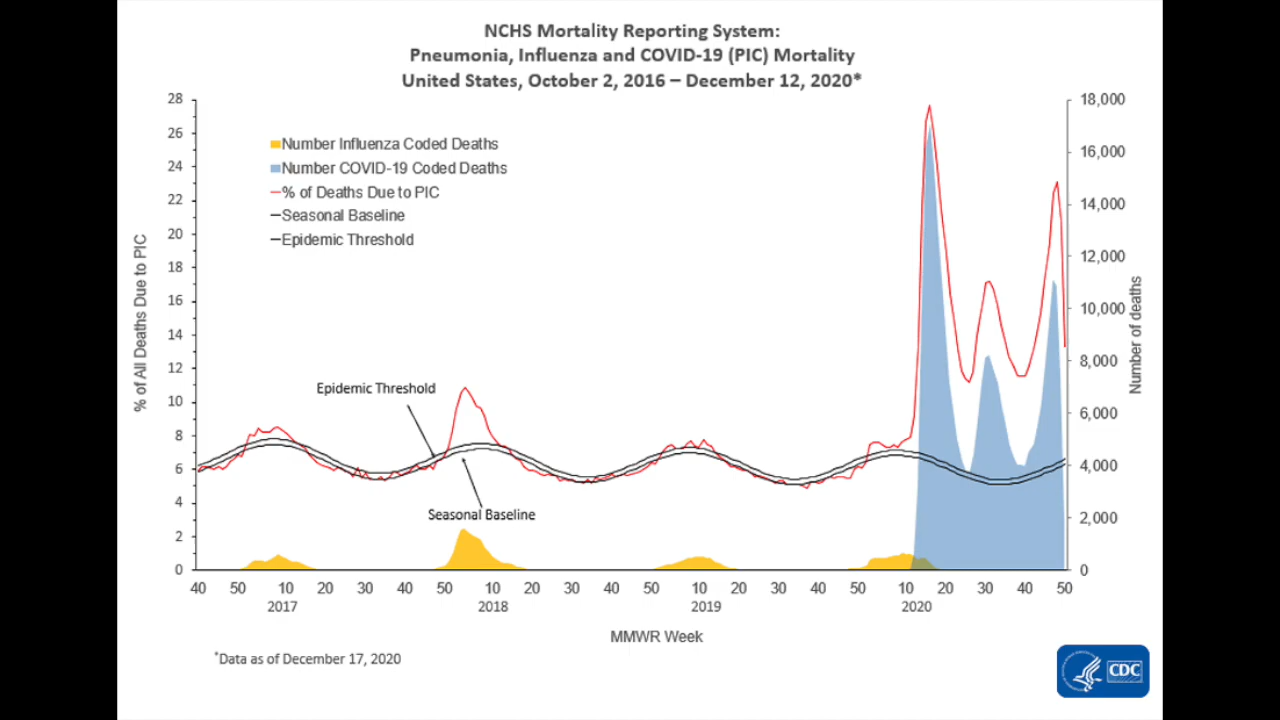 NCHS Mortality Reporting System:
Pneumonia, Influenza and COVID-19 (PIC) Mortality
United States, October 2, 2016 – December 12, 2020*
28
26
24
22
20
18
16
14
12
10
8
6
4
2
0
% of All Deaths Due to PIC
Number Influenza Coded Deaths
Number COVID-19 Coded Deaths
% of Deaths Due to PIC
Seasonal Baseline
Epidemic Threshold
Epidemic Threshold
Seasonal Baseline
18,000
16,000
14,000
12,000
10,000
8,000
6,000
4,000
2,000
0
Number of deaths
40 50 10 20 30 40 50 10 20 30 40 50 10 20 30 40 50 10 20 30 40 50
2017 2018 2019 2020
MMWR Week
*Data as of December 17, 2020
CDC